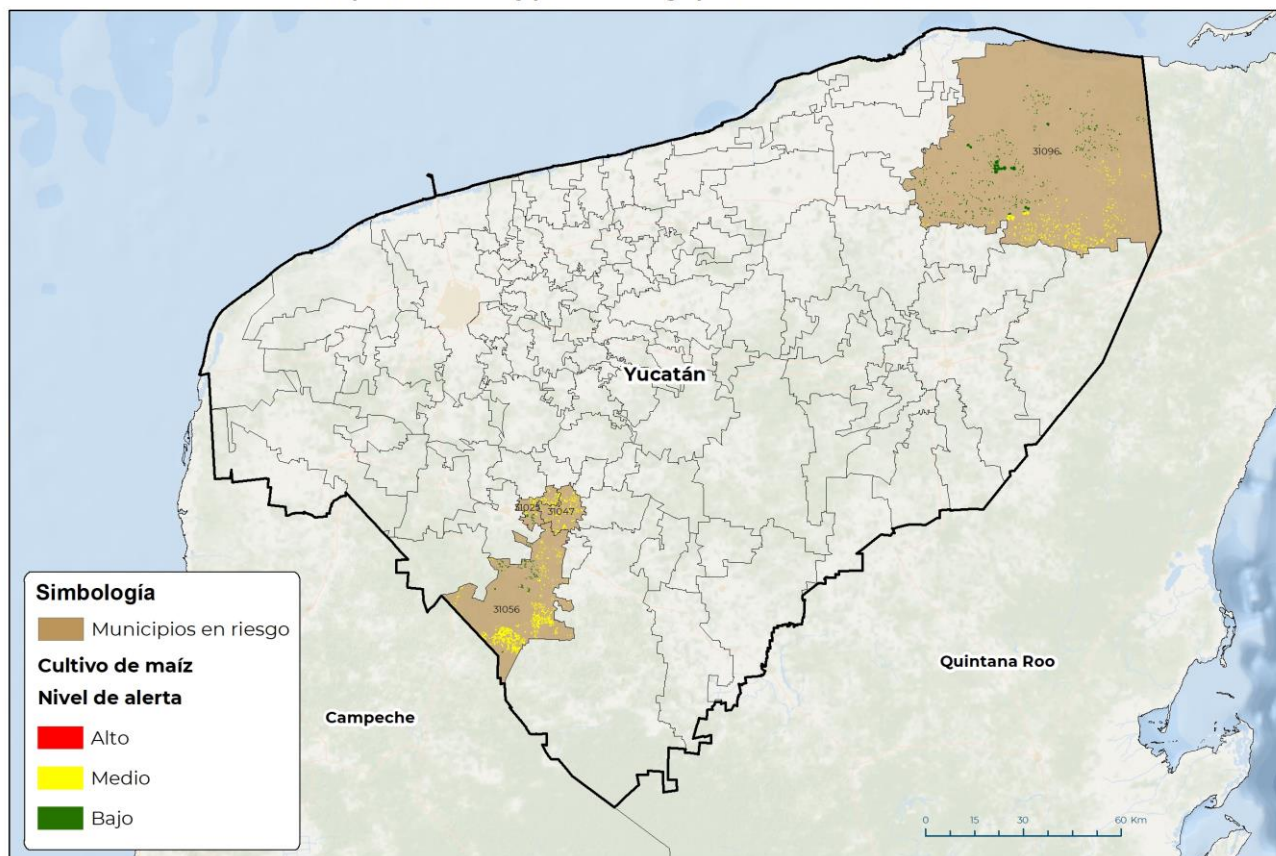 31096
Yucatán
31047
31056
Quintana Roo
Campeche
Simbología
Municipios en riesgo
Cultivo de maíz
Nivel de alerta
Alto
Medio
Bajo
0 15 30 60 Km